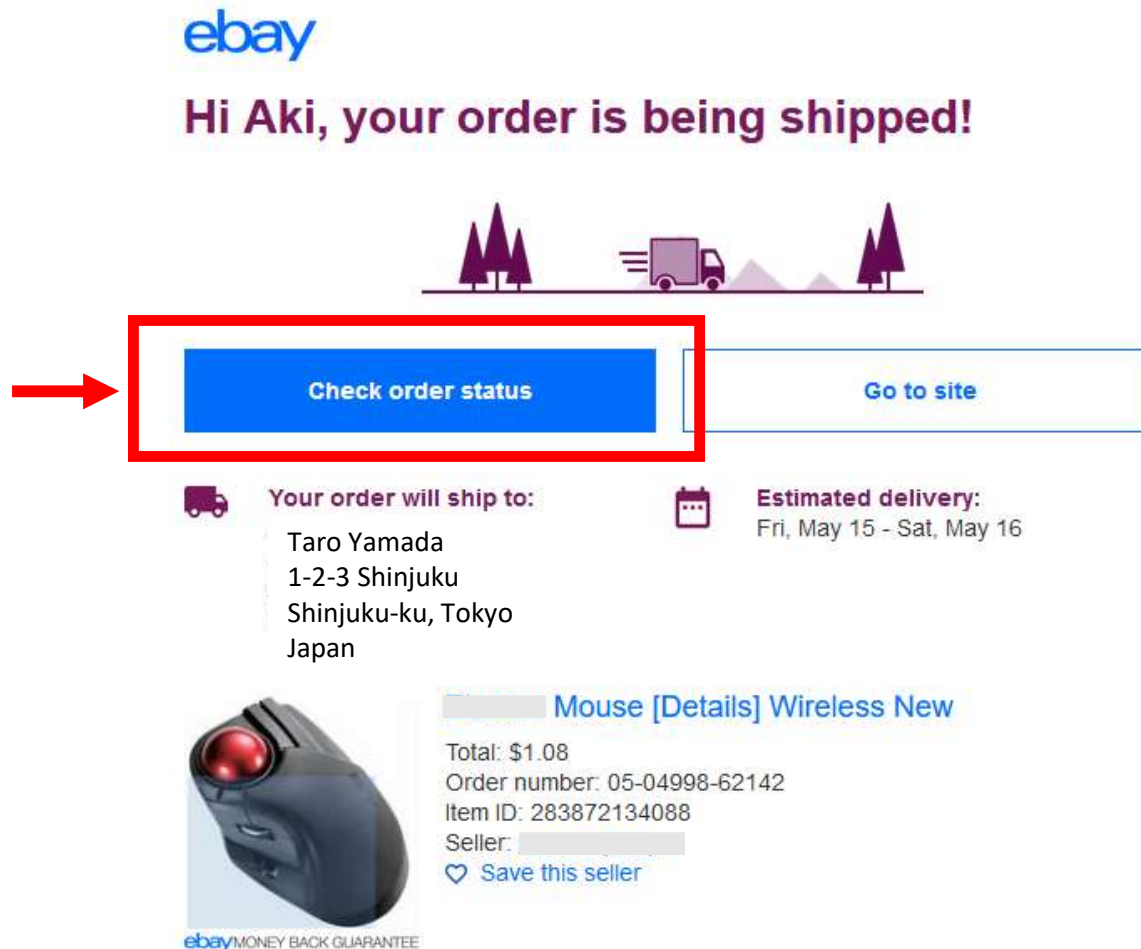 ebay
Hi Aki, your order is being shipped!
Check order status
Go to site
Your order will ship to:
Taro Yamada
1-2-3 Shinjuku
Shinjuku-ku, Tokyo
Japan
Estimated delivery:
Fri, May 15 - Sat, May 16
Mouse [Details] Wireless New
Total: $1.08
Order number: 05-04998-62142
Item ID: 283872134088
Seller:
Save this seller
ebay MONEY BACK GUARANTEE